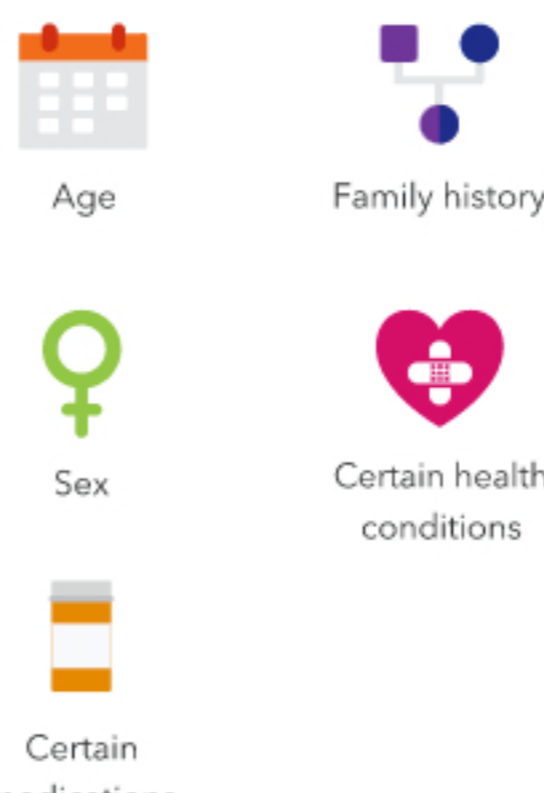 Age
Family history
Sex
Certain health
conditions
Certain